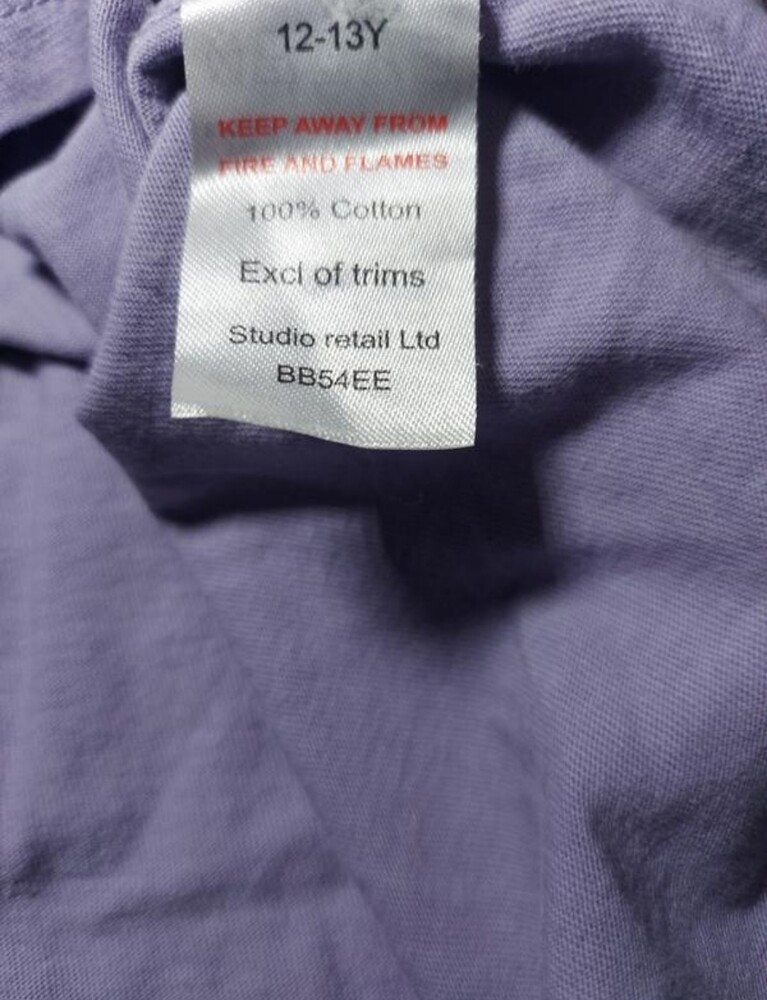 12-13Y
KEEP AWAY FROM
FIRE AND FLAMES
100% Cotton
Excl of trims
Studio retail Ltd
BB54EE